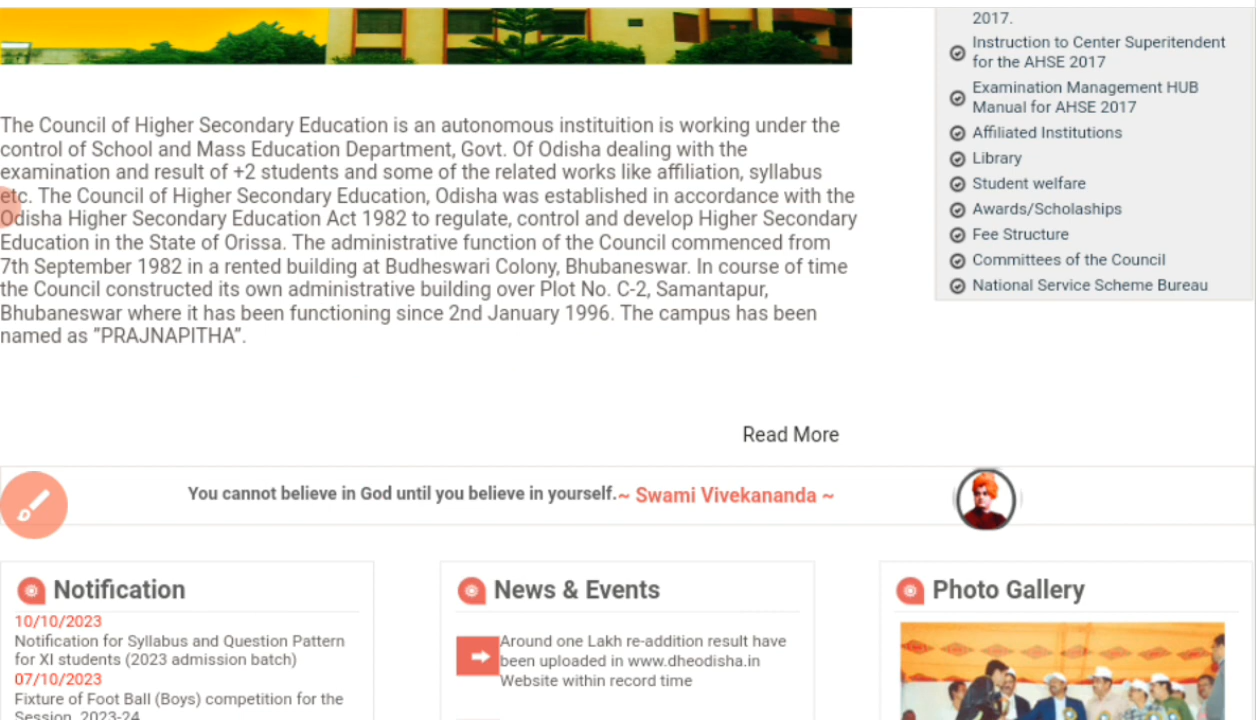 2017.
Instruction to Center Superitendent
for the AHSE 2017
Examination Management HUB
Manual for AHSE 2017
Affiliated Institutions
Library
Student welfare
Awards/Scholaships
Fee Structure
Committees of the Council
National Service Scheme Bureau
The Council of Higher Secondary Education is an autonomous instituition is working under the
control of School and Mass Education Department, Govt. Of Odisha dealing with the
examination and result of +2 students and some of the related works like affiliation, syllabus
etc. The Council of Higher Secondary Education, Odisha was established in accordance with the
Odisha Higher Secondary Education Act 1982 to regulate, control and develop Higher Secondary
Education in the State of Orissa. The administrative function of the Council commenced from
7th September 1982 in a rented building at Budheswari Colony, Bhubaneswar. In course of time
the Council constructed its own administrative building over Plot No. C-2, Samantapur,
Bhubaneswar where it has been functioning since 2nd January 1996. The campus has been
named as ”PRAJNAPITHA”.
Read More
You cannot believe in God until you believe in yourself.~ Swami Vivekananda ~
Notification
10/10/2023
Notification for Syllabus and Question Pattern
for XI students (2023 admission batch)
07/10/2023
Fixture of Foot Ball (Boys) competition for the
Session, 2023-24
News & Events
Around one Lakh re-addition result have
been uploaded in www.dheodisha.in
Website within record time
Photo Gallery